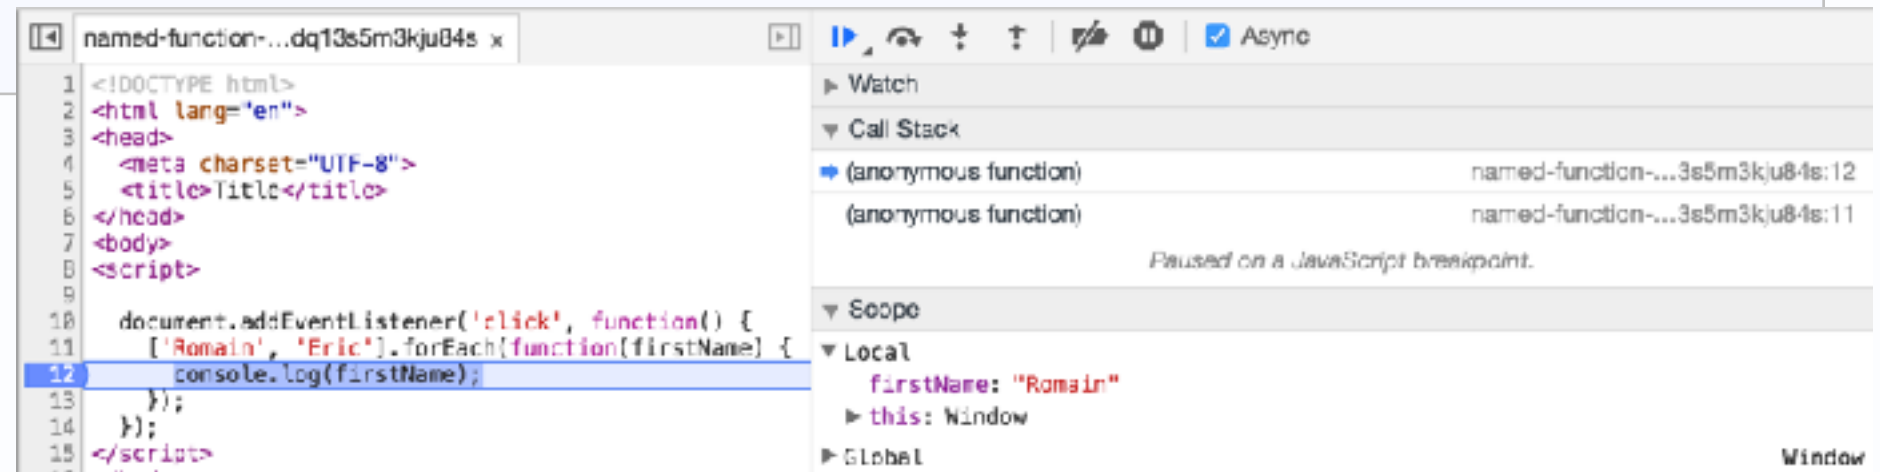 named-function-...dq13s5m3kju84s x
1 <!DOCTYPE html>
2 <html lang="en">
3 <head>
4 <meta charset="UTF-8">
5 <title>Title</title>
6 </head>
7 <body>
8 <script>
9
10 document.addEventListener('click', function() {
11 ['Romain', 'Eric'].forEach(function(firstName) {
12 console.log(firstName);
13 });
14 });
15 </script>
Async
Watch
Call Stack
(anonymous function) named-function-...3s5m3kju84s:12
(anonymous function) named-function-...3s5m3kju84s:11
Paused on a JavaScript breakpoint.
Scope
Local
firstName: "Romain"
this: Window
Global Window